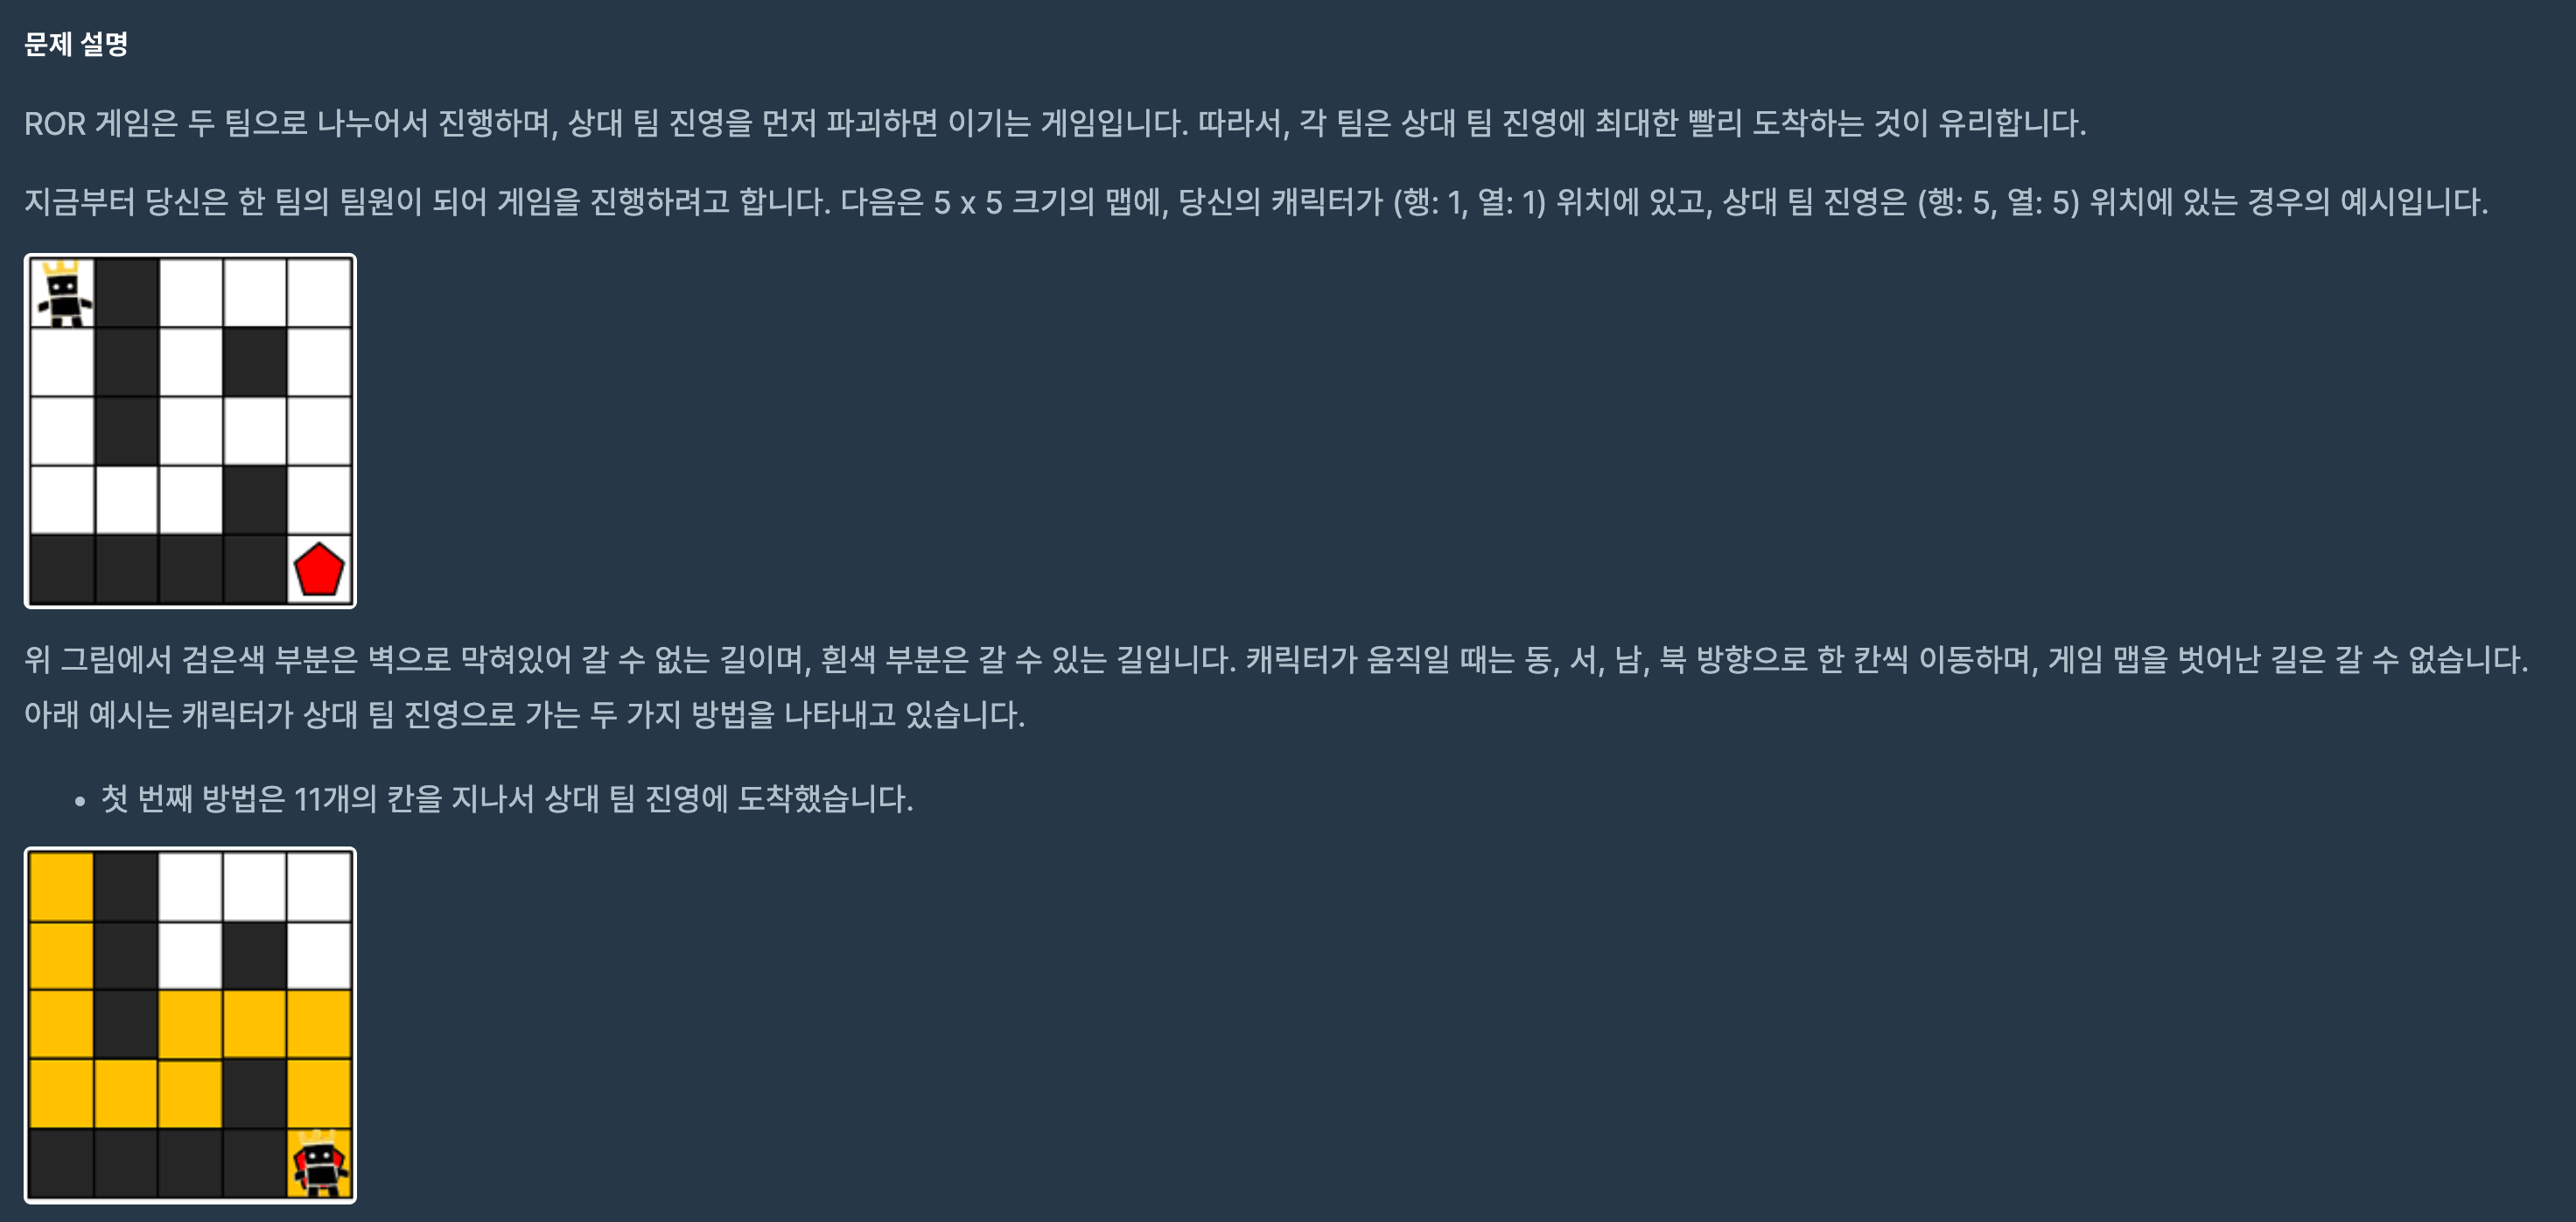 문제 설명
ROR 게임은 두 팀으로 나누어서 진행하며, 상대 팀 진영을 먼저 파괴하면 이기는 게임입니다. 따라서, 각 팀은 상대 팀 진영에 최대한 빨리 도착하는 것이 유리합니다.
지금부터 당신은 한 팀의 팀원이 되어 게임을 진행하려고 합니다. 다음은 5 x 5 크기의 맵에, 당신의 캐릭터가 (행: 1, 열: 1) 위치에 있고, 상대 팀 진영은 (행: 5, 열: 5) 위치에 있는 경우의 예시입니다.
위 그림에서 검은색 부분은 벽으로 막혀있어 갈 수 없는 길이며, 흰색 부분은 갈 수 있는 길입니다. 캐릭터가 움직일 때는 동, 서, 남, 북 방향으로 한 칸씩 이동하며, 게임 맵을 벗어난 길은 갈 수 없습니다.
아래 예시는 캐릭터가 상대 팀 진영으로 가는 두 가지 방법을 나타내고 있습니다.
• 첫 번째 방법은 11개의 칸을 지나서 상대 팀 진영에 도착했습니다.